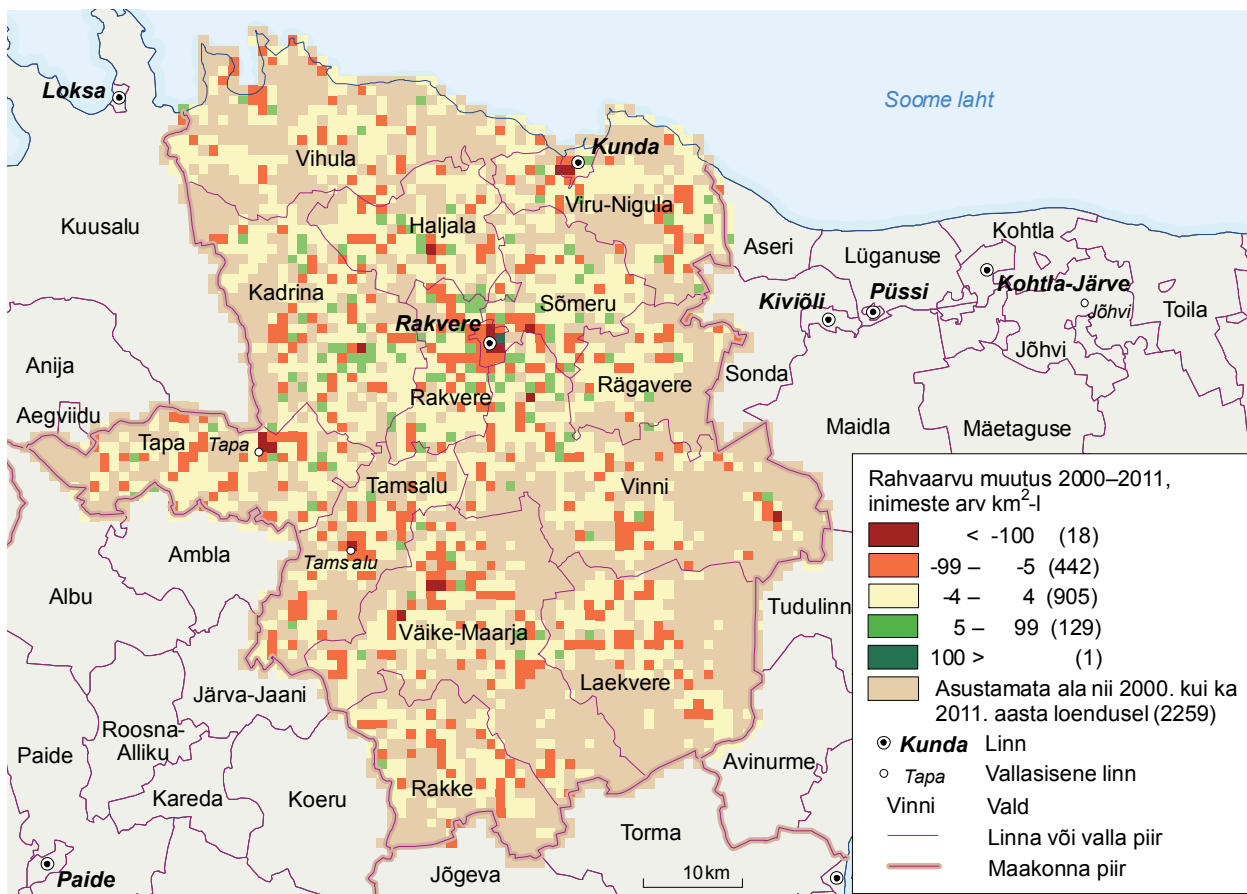 Loksa
Soome laht
Kunda
Vihula
Viru-Nigula
Haljala
Kuusalu
Kohtla
Aseri
Lüganuse
Kadrina
Sõmeru
Kiviõli
Püssi
Kohtla-Järve
Jõhvi
Toila
Rakvere
Jõhvi
Anija
Rägavere
Sonda
Rakvere
Aegviidu
Maidla
Mäetaguse
Tapa
Tapa
Tamsalu
Vinni
Ambla
Tamsalu
Albu
Tudulinn
Väike-Maarja
Laekvere
Järva-Jaani
Roosna-
Alliku
Paide
Avinurme
Kareda
Koeru
Rakke
Torma
Paide
Jõgeva
10 km
Rahvaarvu muutus 2000–2011,
inimeste arv km²-l
< -100 (18)
-99 – -5 (442)
-4 – 4 (905)
5 – 99 (129)
100 > (1)
Asustamata ala nii 2000. kui ka
2011. aasta loendusel (2259)
Kunda Linn
Tapa Vallasisene linn
Vinni Vald
Linna või valla piir
Maakonna piir